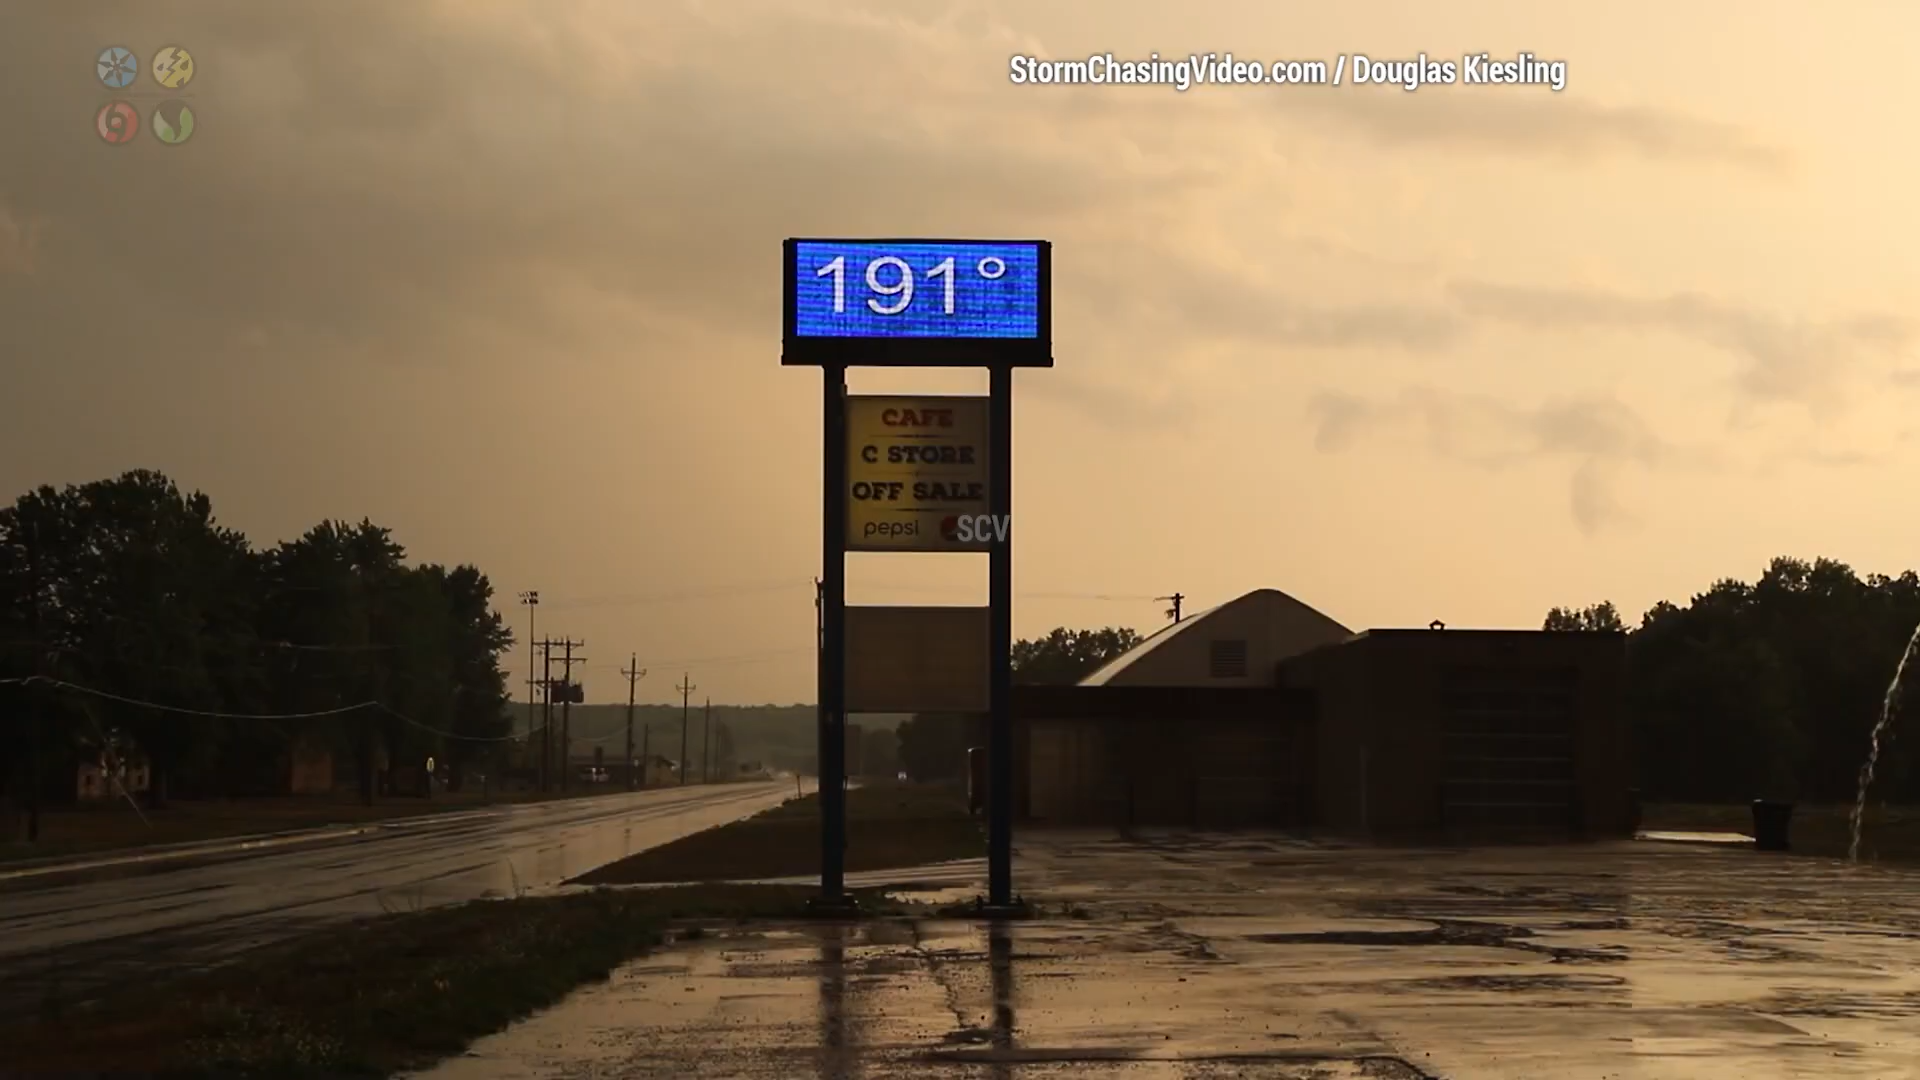 StormChasingVideo.com / Douglas Kiesling
191°
CAFE
C STORE
OFF SALE
pepsi
SCV